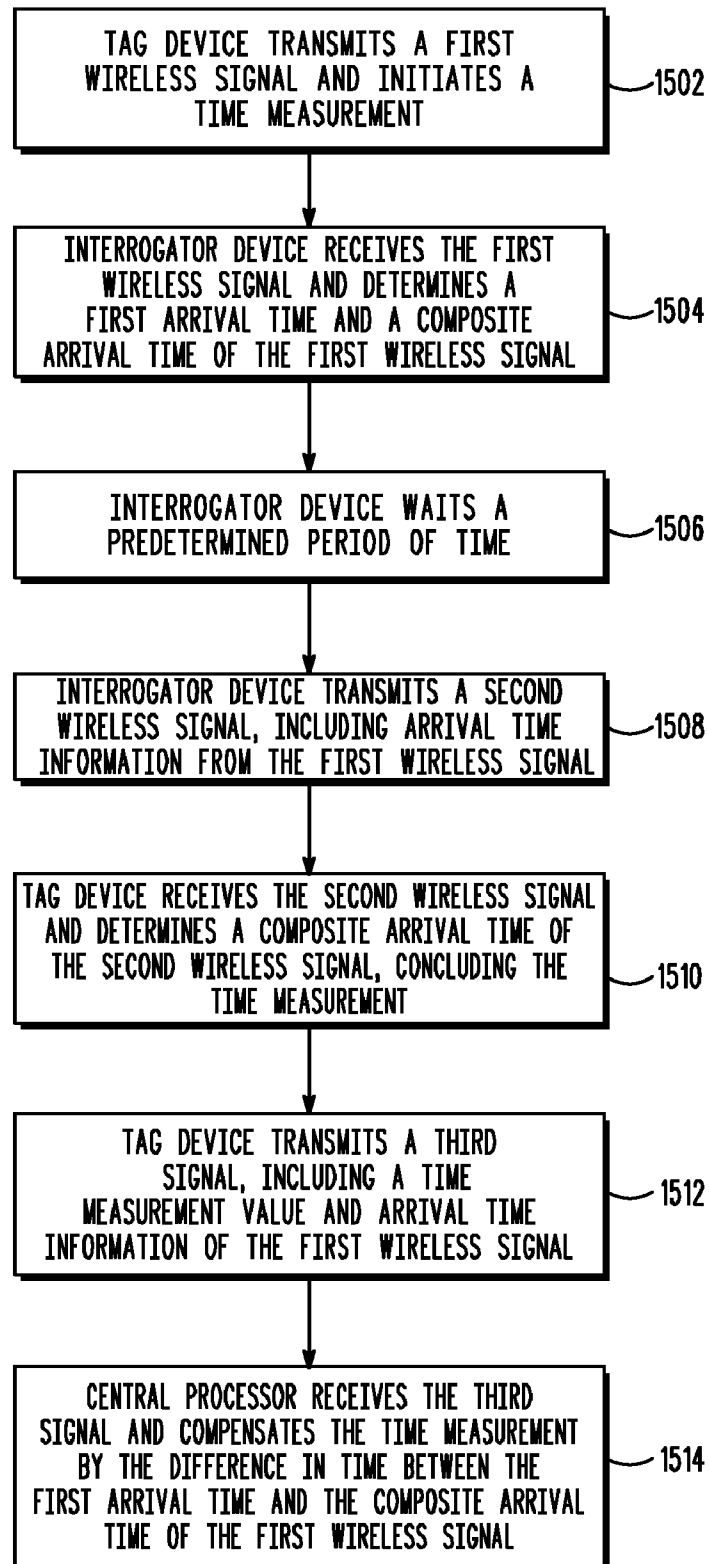 TAG DEVICE TRANSMITS A FIRST
WIRELESS SIGNAL AND INITIATES A
TIME MEASUREMENT
1502
INTERROGATOR DEVICE RECEIVES THE FIRST
WIRELESS SIGNAL AND DETERMINES A
FIRST ARRIVAL TIME AND A COMPOSITE
ARRIVAL TIME OF THE FIRST WIRELESS SIGNAL
1504
INTERROGATOR DEVICE WAITS A
PREDETERMINED PERIOD OF TIME
1506
INTERROGATOR DEVICE TRANSMITS A SECOND
WIRELESS SIGNAL, INCLUDING ARRIVAL TIME
INFORMATION FROM THE FIRST WIRELESS SIGNAL
1508
TAG DEVICE RECEIVES THE SECOND WIRELESS SIGNAL
AND DETERMINES A COMPOSITE ARRIVAL TIME OF
THE SECOND WIRELESS SIGNAL, CONCLUDING THE
TIME MEASUREMENT
1510
TAG DEVICE TRANSMITS A THIRD
SIGNAL, INCLUDING A TIME
MEASUREMENT VALUE AND ARRIVAL TIME
INFORMATION OF THE FIRST WIRELESS SIGNAL
1512
CENTRAL PROCESSOR RECEIVES THE THIRD
SIGNAL AND COMPENSATES THE TIME MEASUREMENT
BY THE DIFFERENCE IN TIME BETWEEN THE
FIRST ARRIVAL TIME AND THE COMPOSITE ARRIVAL
TIME OF THE FIRST WIRELESS SIGNAL
1514